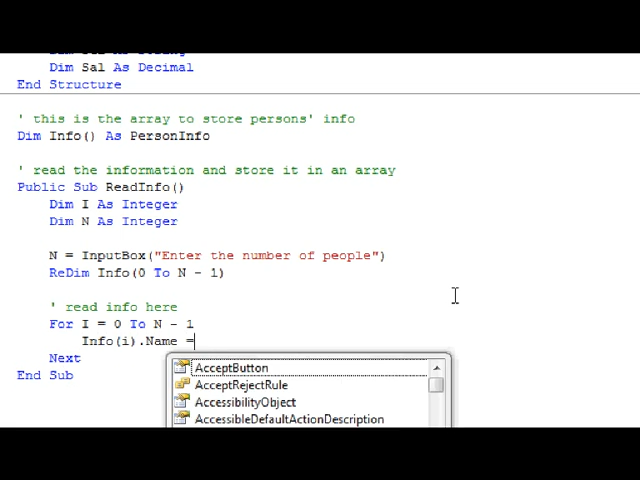 Dim Sal As Decimal
End Structure
' this is the array to store persons' info
Dim Info() As PersonInfo
' read the information and store it in an array
Public Sub ReadInfo()
Dim I As Integer
Dim N As Integer
N = InputBox("Enter the number of people")
ReDim Info(0 To N - 1)
' read info here
For I = 0 To N - 1
Info(i).Name =
Next
End Sub
AcceptButton
AcceptRejectRule
AccessibilityObject
AccessibleDefaultActionDescription